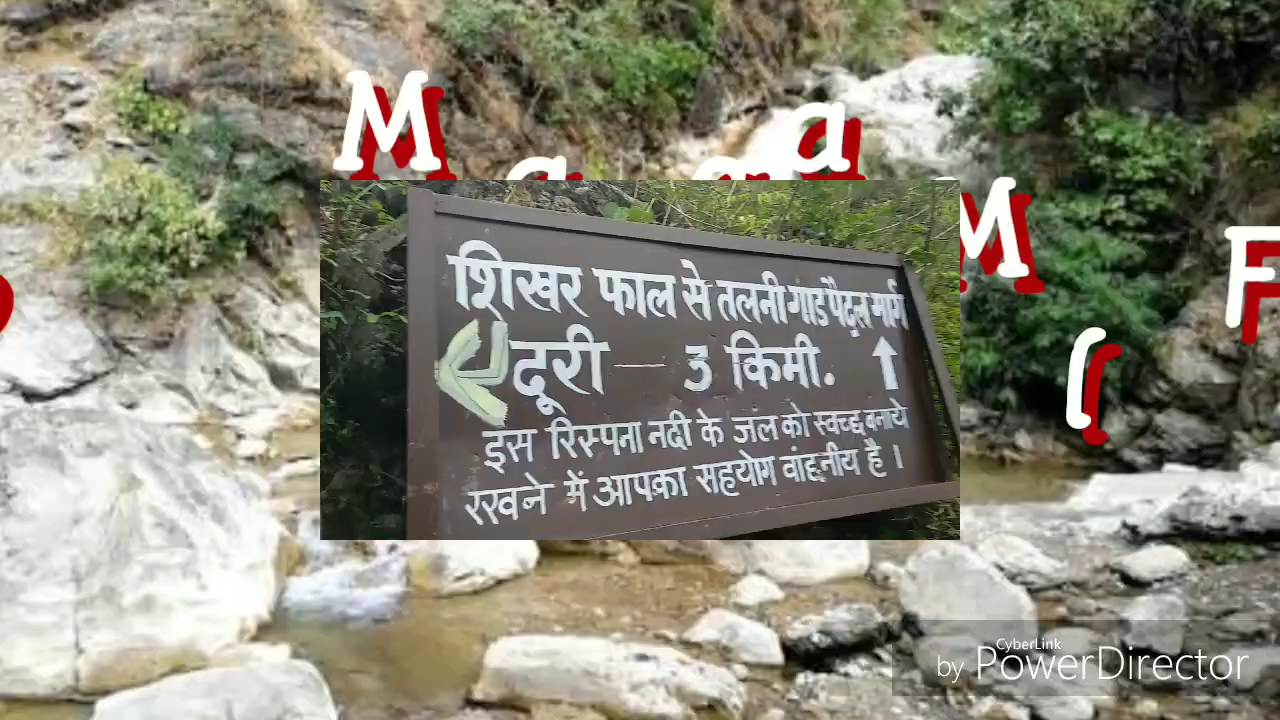 M a a a
M
F
(
शिखर फाल से तलनीगाड पैदल मार्ग
दूरी — 3 किमी.
इस रिस्पना नदी के जल को स्वच्छ बनाये
रखने में आपका सहयोग वांछनीय है ।
CyberLink
by PowerDirector